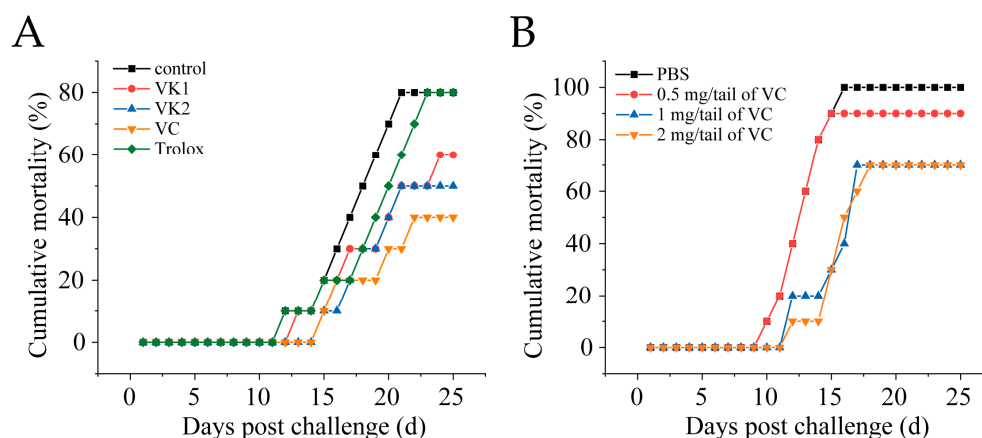 A
control
VK1
VK2
VC
Trolox
Cumulative mortality (%)
80
60
40
20
0
0 5 10 15 20 25
Days post challenge (d)
B
PBS
0.5 mg/tail of VC
1 mg/tail of VC
2 mg/tail of VC
Cumulative mortality (%)
100
80
60
40
20
0
0 5 10 15 20 25
Days post challenge (d)